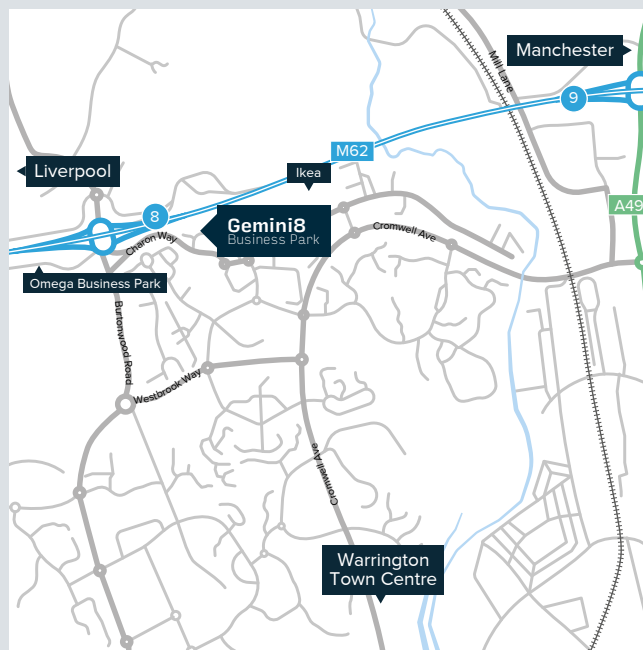 Mill Lane
Manchester
9
M62
Liverpool
Ikea
A49
8
Gemini8
Business Park
Charon Way
Cromwell Ave
Omega Business Park
Burtonwood Road
Westbrook Way
Cromwell Ave
Warrington
Town Centre